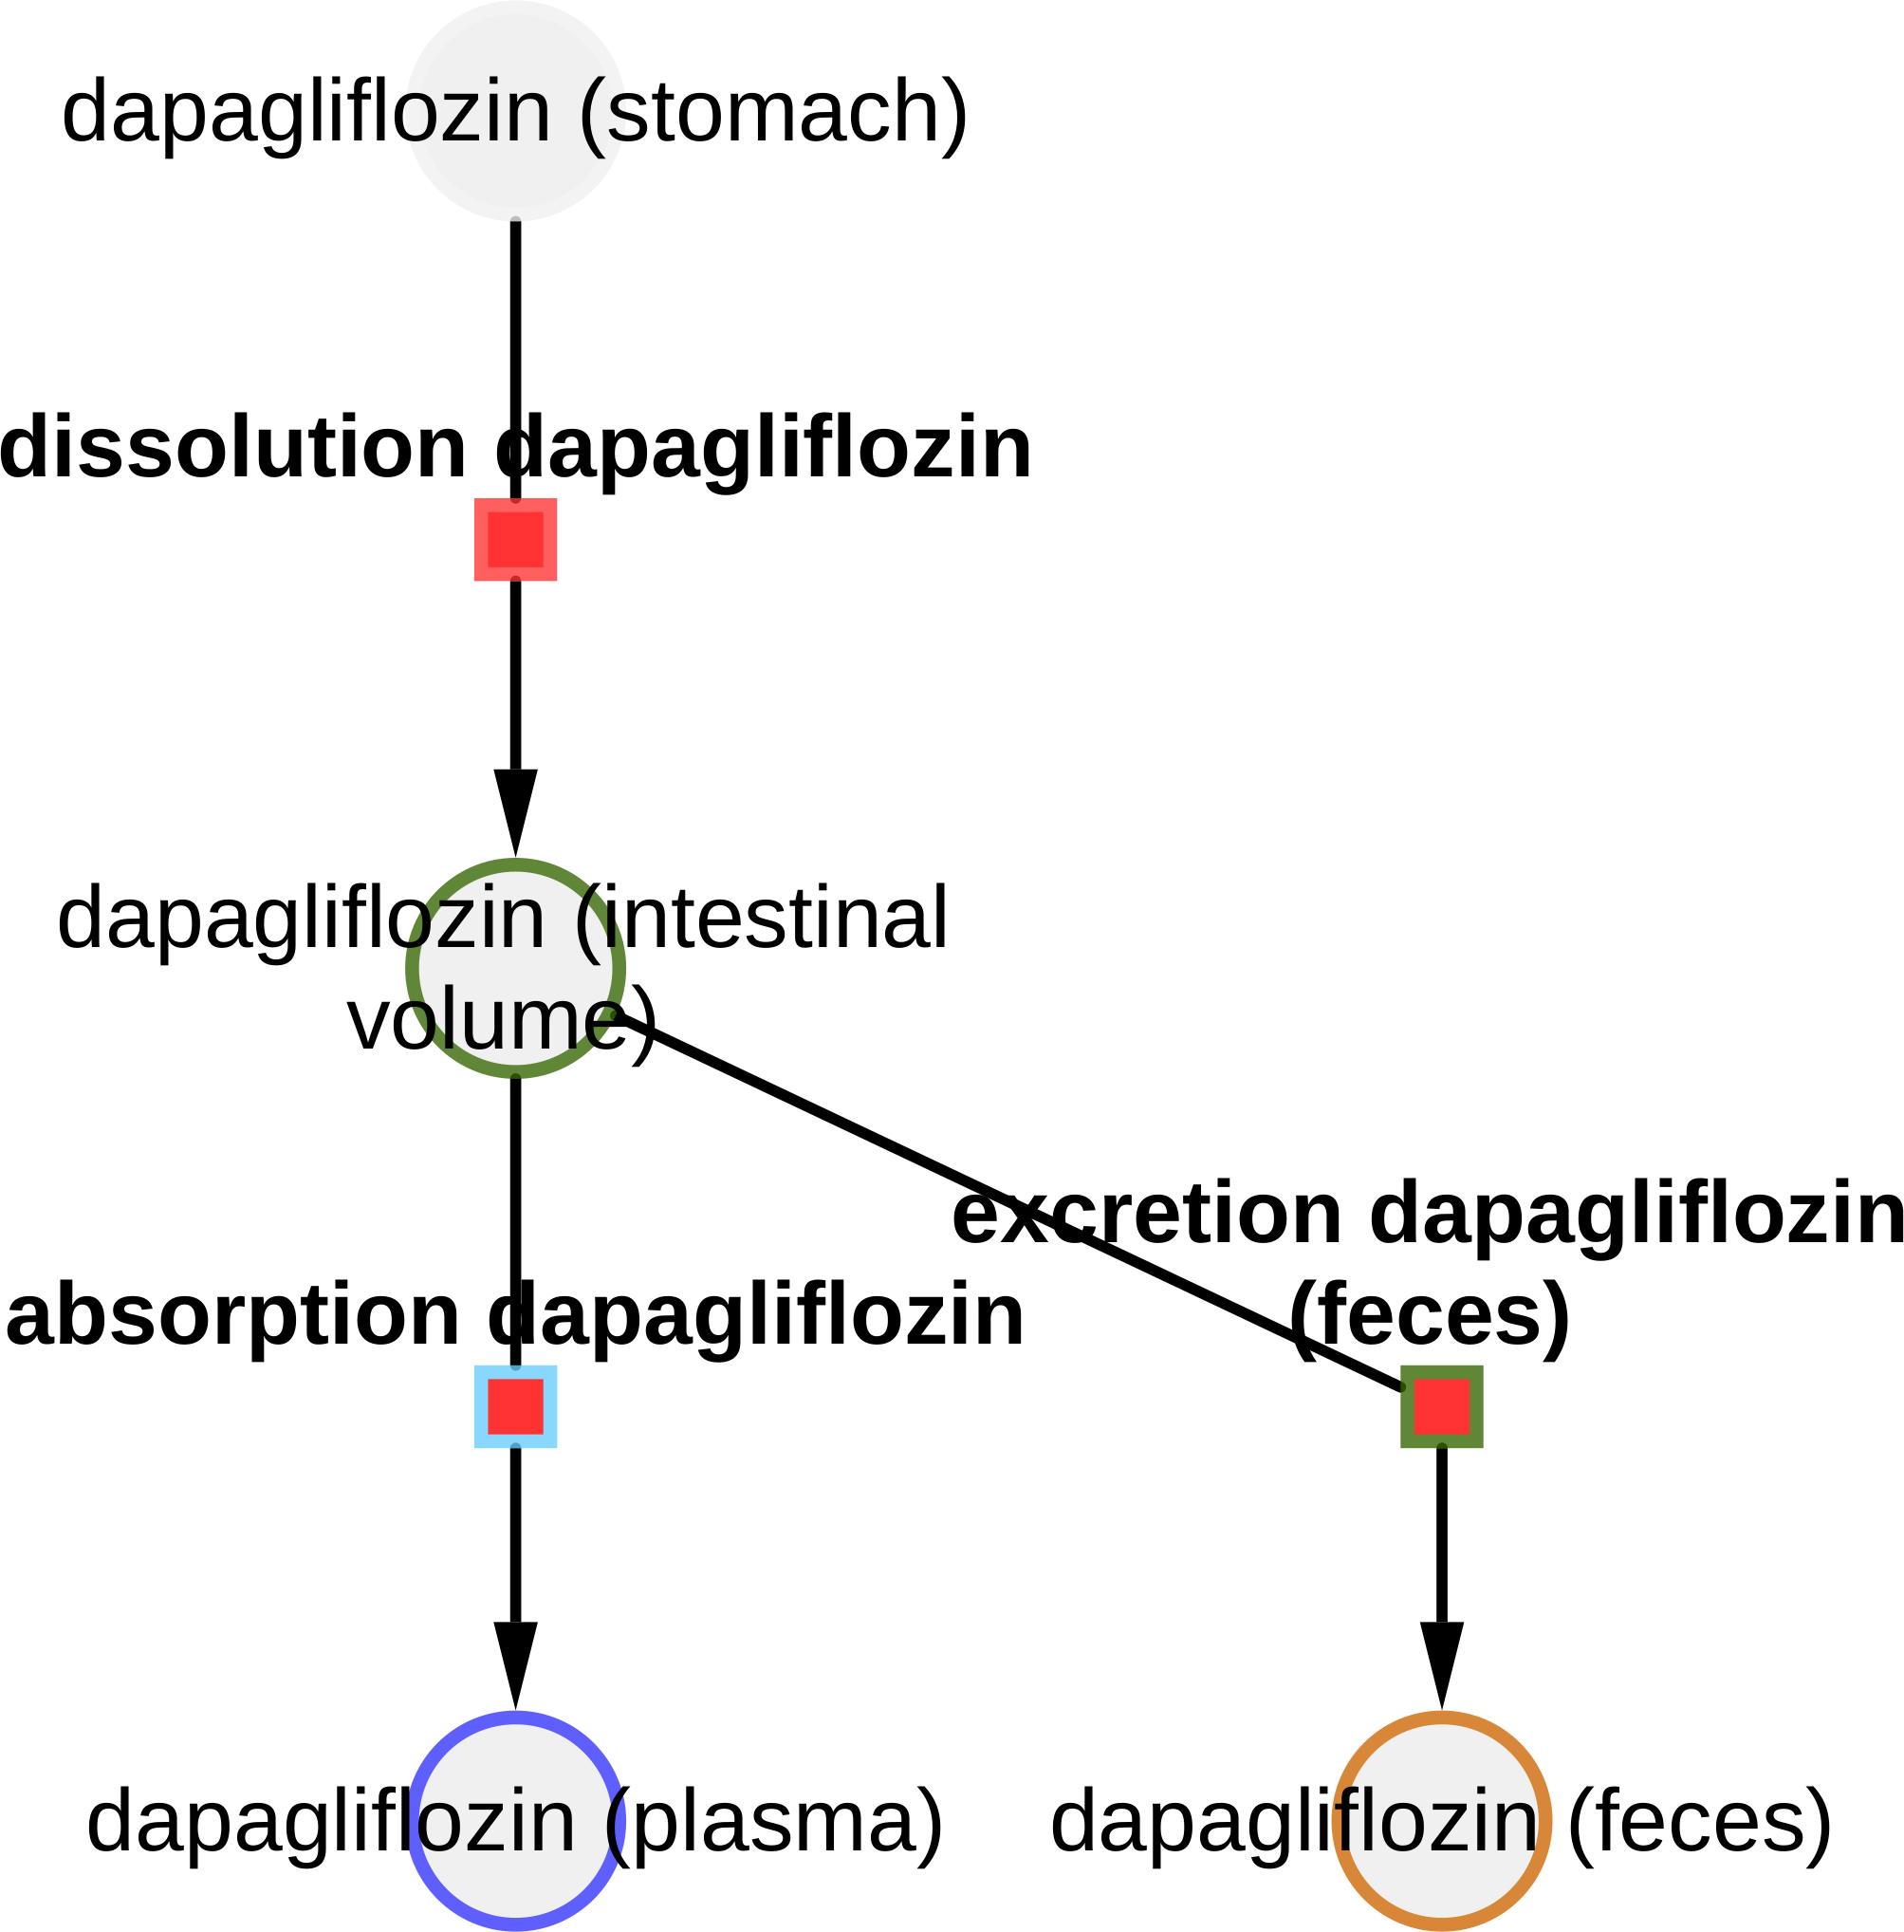 dapagliflozin (stomach)
dissolution dapagliflozin
dapagliflozin (intestinal
volume)
excretion dapagliflozin
(feces)
absorption dapagliflozin
dapagliflozin (plasma)
dapagliflozin (feces)